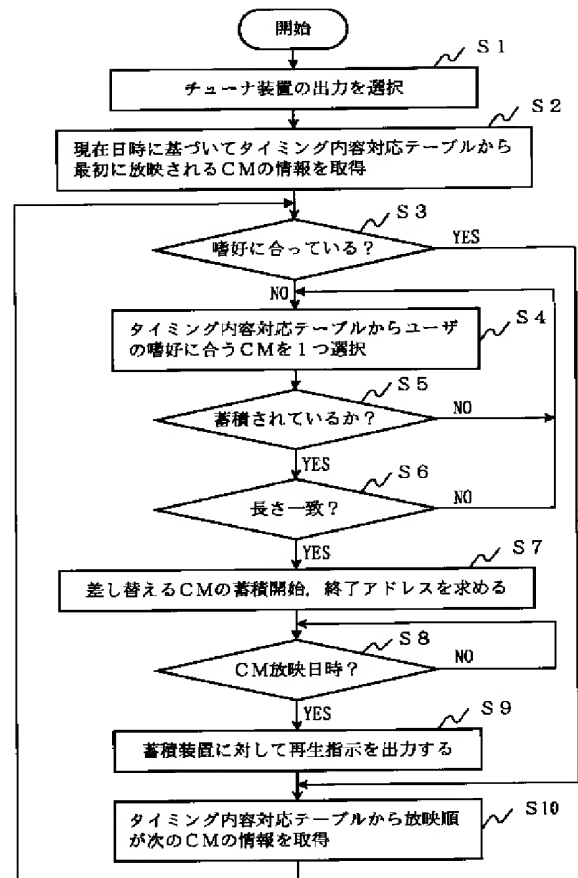 開始
S1
チューナ装置の出力を選択
S2
現在日時に基づいてタイミング内容対応テーブルから
最初に放映されるCMの情報を取得
S3
嗜好に合っている?
YES
NO
S4
タイミング内容対応テーブルからユーザ
の嗜好に合うCMを1つ選択
S5
蓄積されているか?
NO
YES
S6
長さ一致?
NO
YES
S7
差し替えるCMの蓄積開始,終了アドレスを求める
S8
CM放映日時?
NO
YES
S9
蓄積装置に対して再生指示を出力する
S10
タイミング内容対応テーブルから放映順
が次のCMの情報を取得